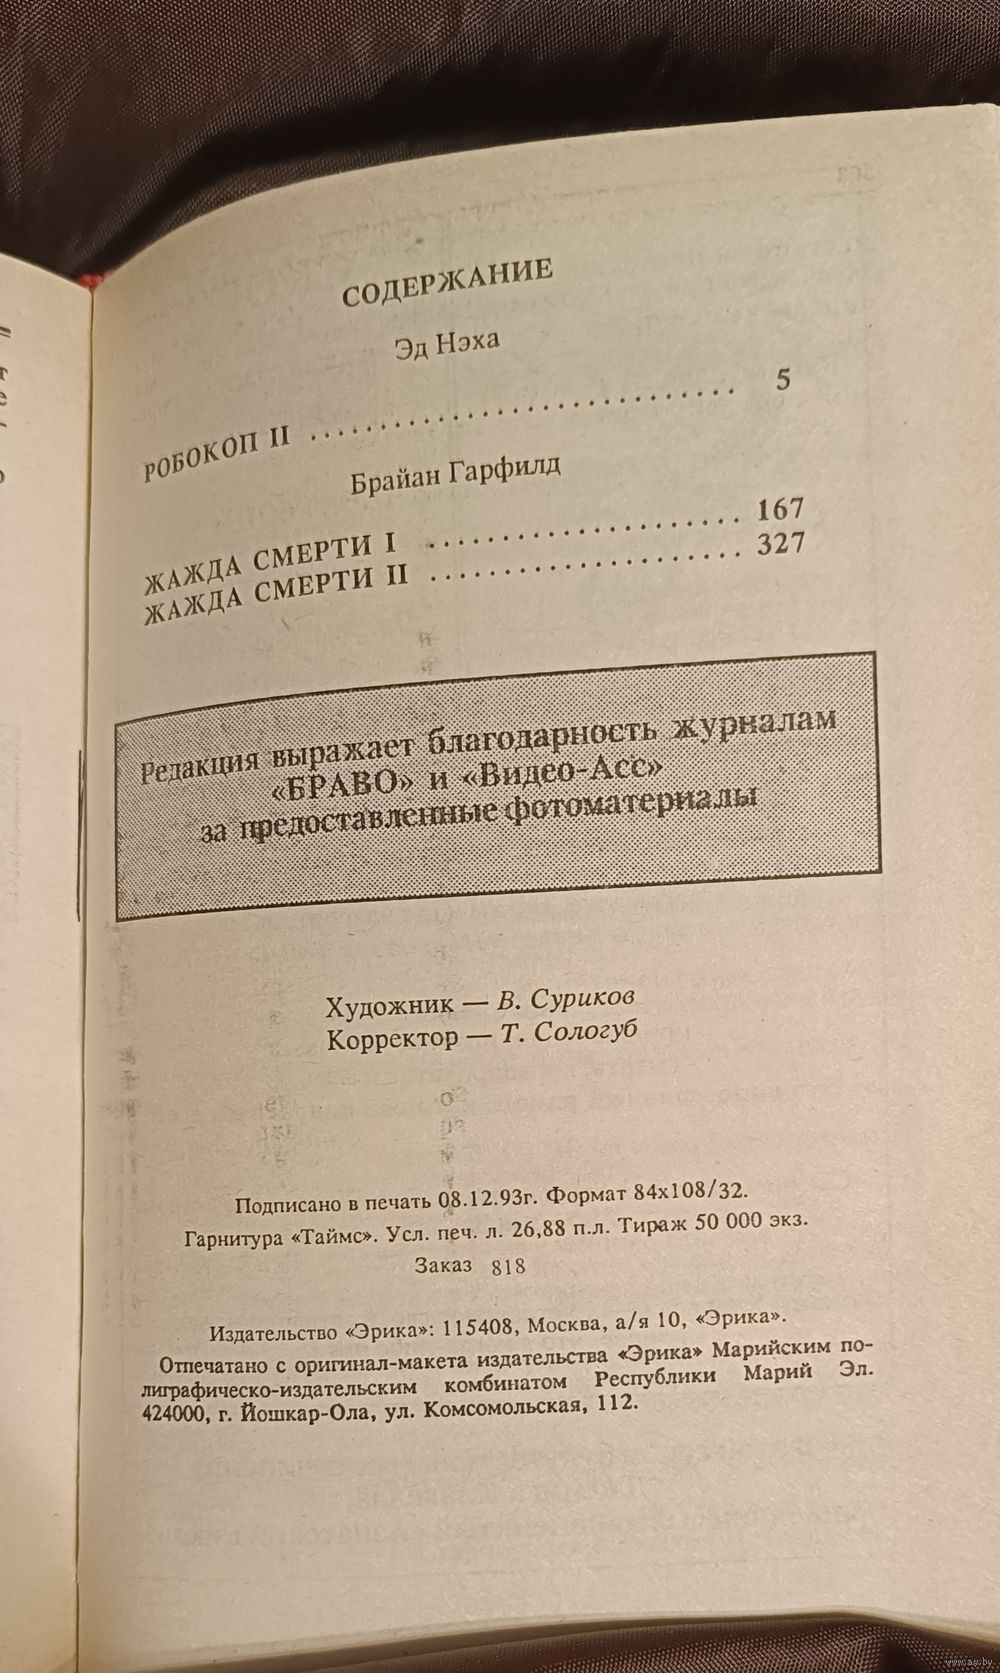 СОДЕРЖАНИЕ
Эд Нэха
РОБОКОП II .............................. 5
Брайан Гарфилд
ЖАЖДА СМЕРТИ I ...................... 167
ЖАЖДА СМЕРТИ II ...................... 327
Редакция выражает благодарность журналам
«БРАВО» и «Видео-Асс»
за предоставленные фотоматериалы
Художник — В. Суриков
Корректор — Т. Сологуб
Подписано в печать 08.12.93г. Формат 84х108/32.
Гарнитура «Таймс». Усл. печ. л. 26,88 п.л. Тираж 50 000 экз.
Заказ 818
Издательство «Эрика»: 115408, Москва, а/я 10, «Эрика».
Отпечатано с оригинал-макета издательства «Эрика» Марийским по-
лиграфическо-издательским комбинатом Республики Марий Эл.
424000, г. Йошкар-Ола, ул. Комсомольская, 112.
www.ay.by